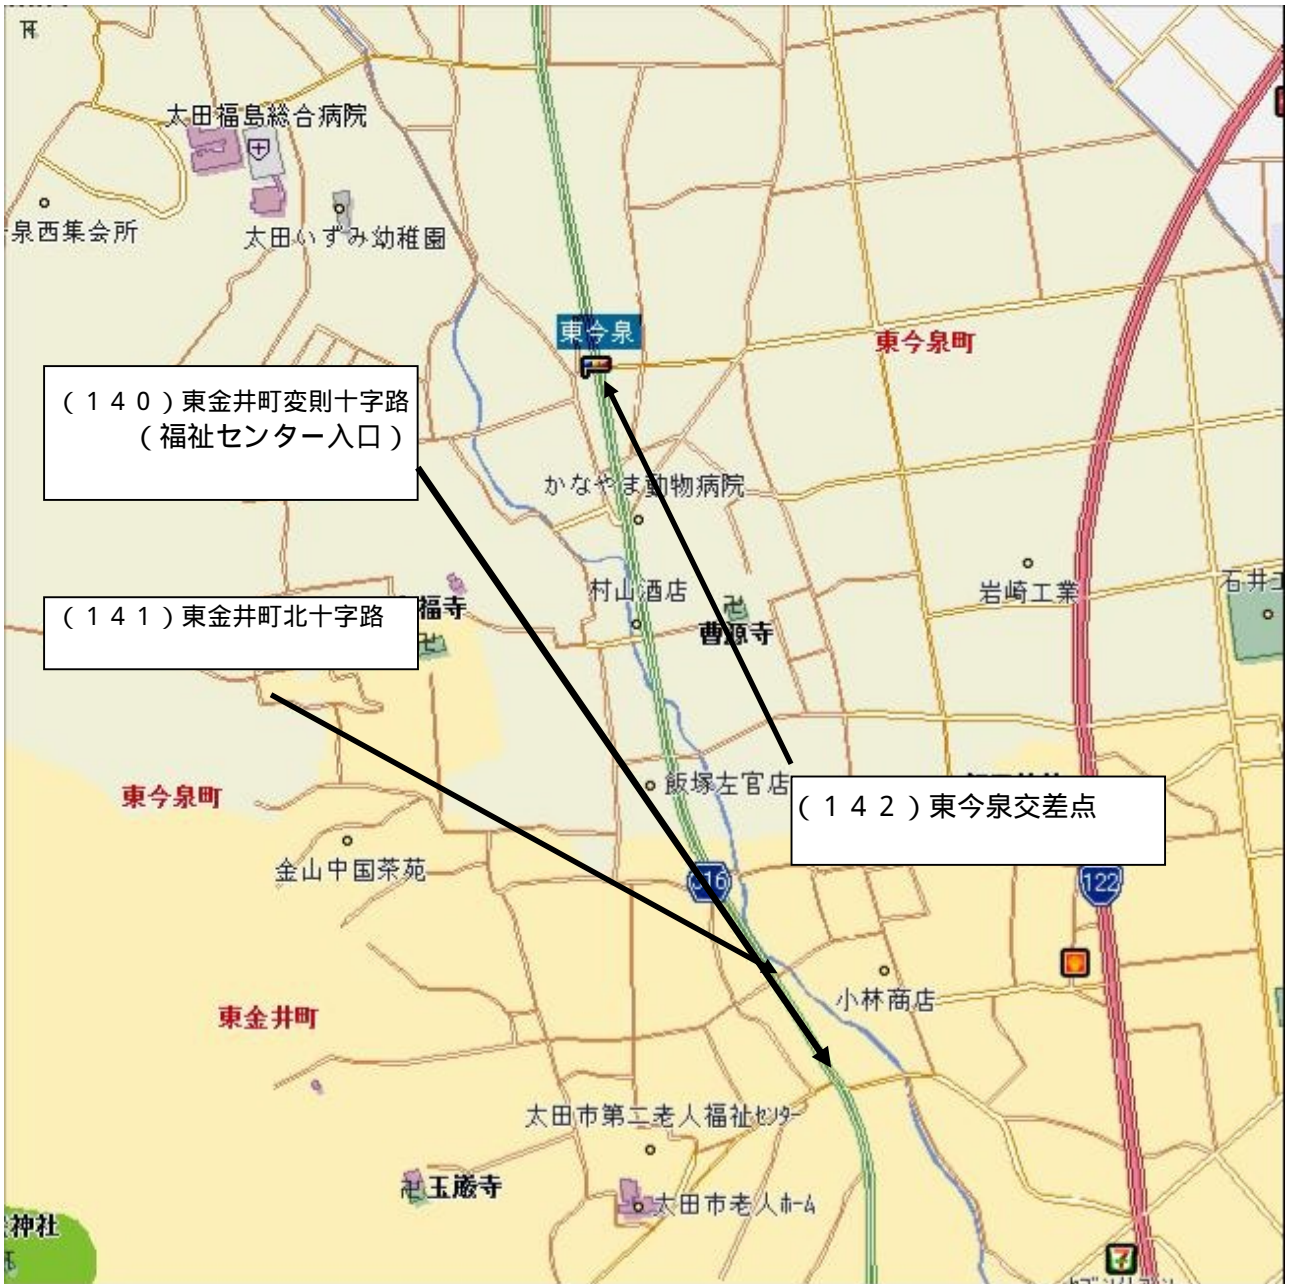 太田福島総合病院
泉西集会所
太田いずみ幼稚園
東今泉
東今泉町
(140)東金井町変則十字路
(福祉センター入口)
かなやま動物病院
村山酒店
岩崎工業
石井
(141)東金井町北十字路
福寺
曹源寺
飯塚左官店
東今泉町
(142)東今泉交差点
金山中国茶苑
316
122
小林商店
東金井町
太田市第二老人福祉センター
玉巌寺
太田市老人ホーム
神社
7